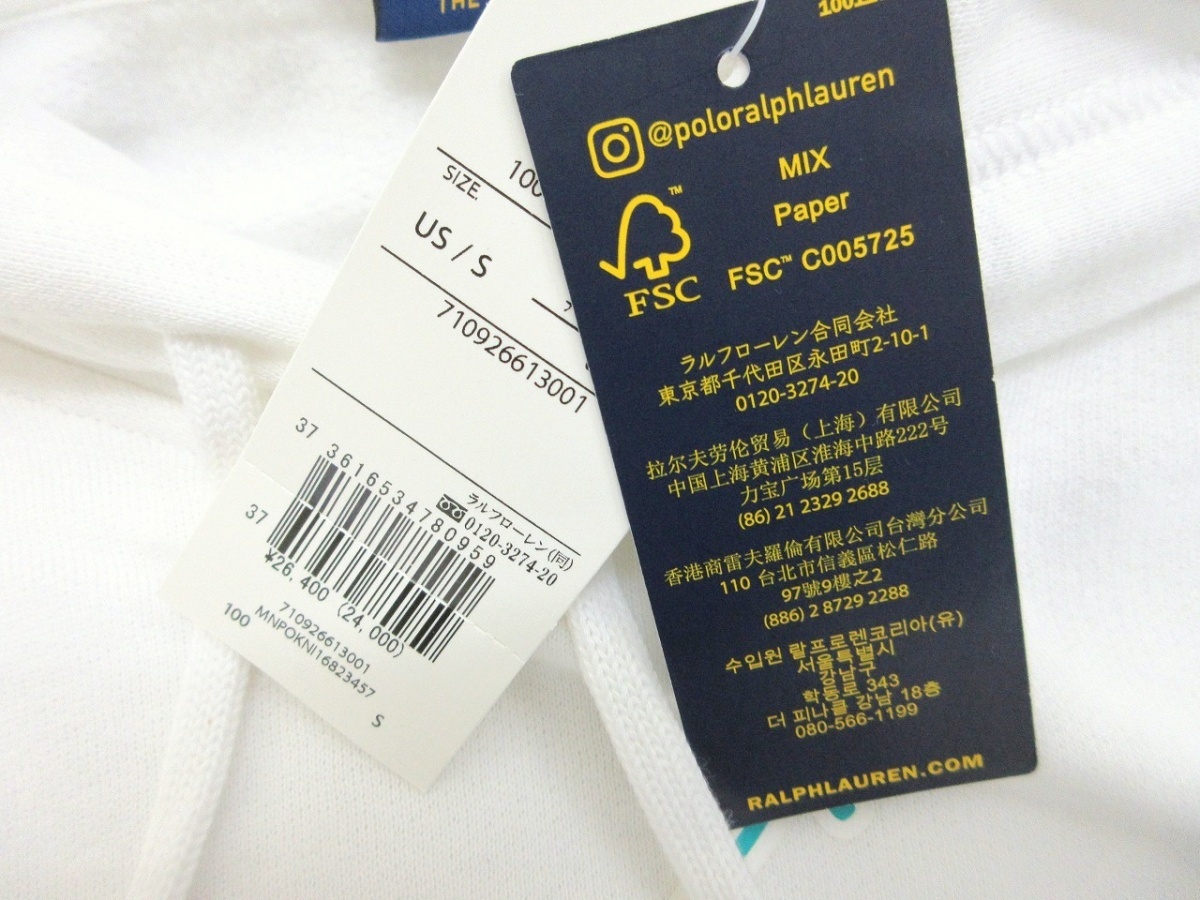 THE
100
SIZE.
US / S
710926613001
37
3616534780959
ラルフローレン(同)
0120-3274-20
37
¥26.400 (24,000)
710926613001
MNPOKNI16823457
100
S
@poloralphlauren
MIX
Paper
FSC™ C005725
FSC
ラルフローレン合同会社
東京都千代田区永田町2-10-1
0120-3274-20
拉尔夫劳伦贸易（上海）有限公司
中国上海黄浦区淮海中路222号
力宝广场第15层
(86) 21 2329 2688
香港商雷夫羅倫有限公司台灣分公司
110 台北市信義區松仁路
97號9樓之2
(886) 2 8729 2288
수입원 랄프로렌코리아(유)
서울특별시
강남구
학동로 343
더 피나클 강남 18층
080-566-1199
RALPHLAUREN.COM